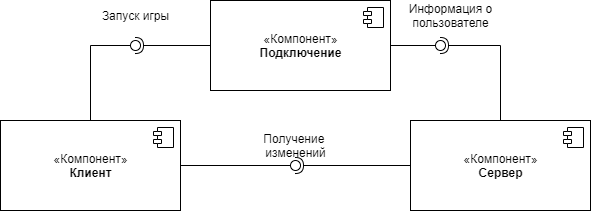 Запуск игры
«Компонент»
Подключение
Информация о
пользователе
«Компонент»
Клиент
Получение
изменений
«Компонент»
Сервер